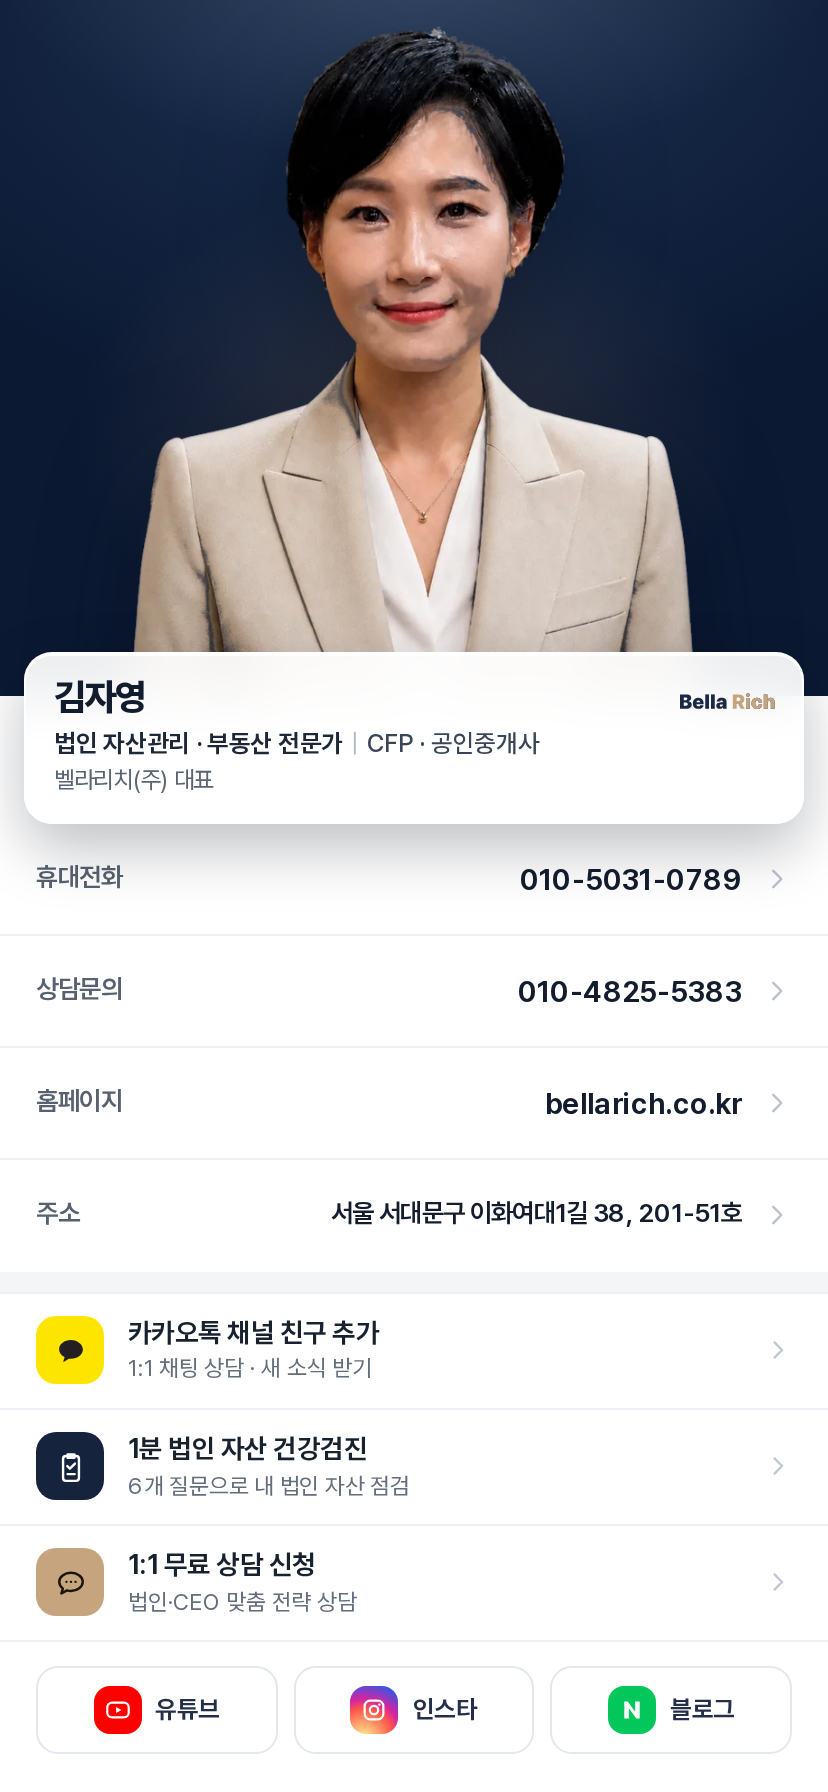 김자영
Bella Rich
법인 자산관리 · 부동산 전문가 | CFP · 공인중개사
벨라리치(주) 대표
휴대전화 010-5031-0789
상담문의 010-4825-5383
홈페이지 bellarich.co.kr
주소 서울 서대문구 이화여대1길 38, 201-51호
카카오톡 채널 친구 추가
1:1 채팅 상담 · 새 소식 받기
1분 법인 자산 건강검진
6개 질문으로 내 법인 자산 점검
1:1 무료 상담 신청
법인·CEO 맞춤 전략 상담
유튜브 인스타 N 블로그